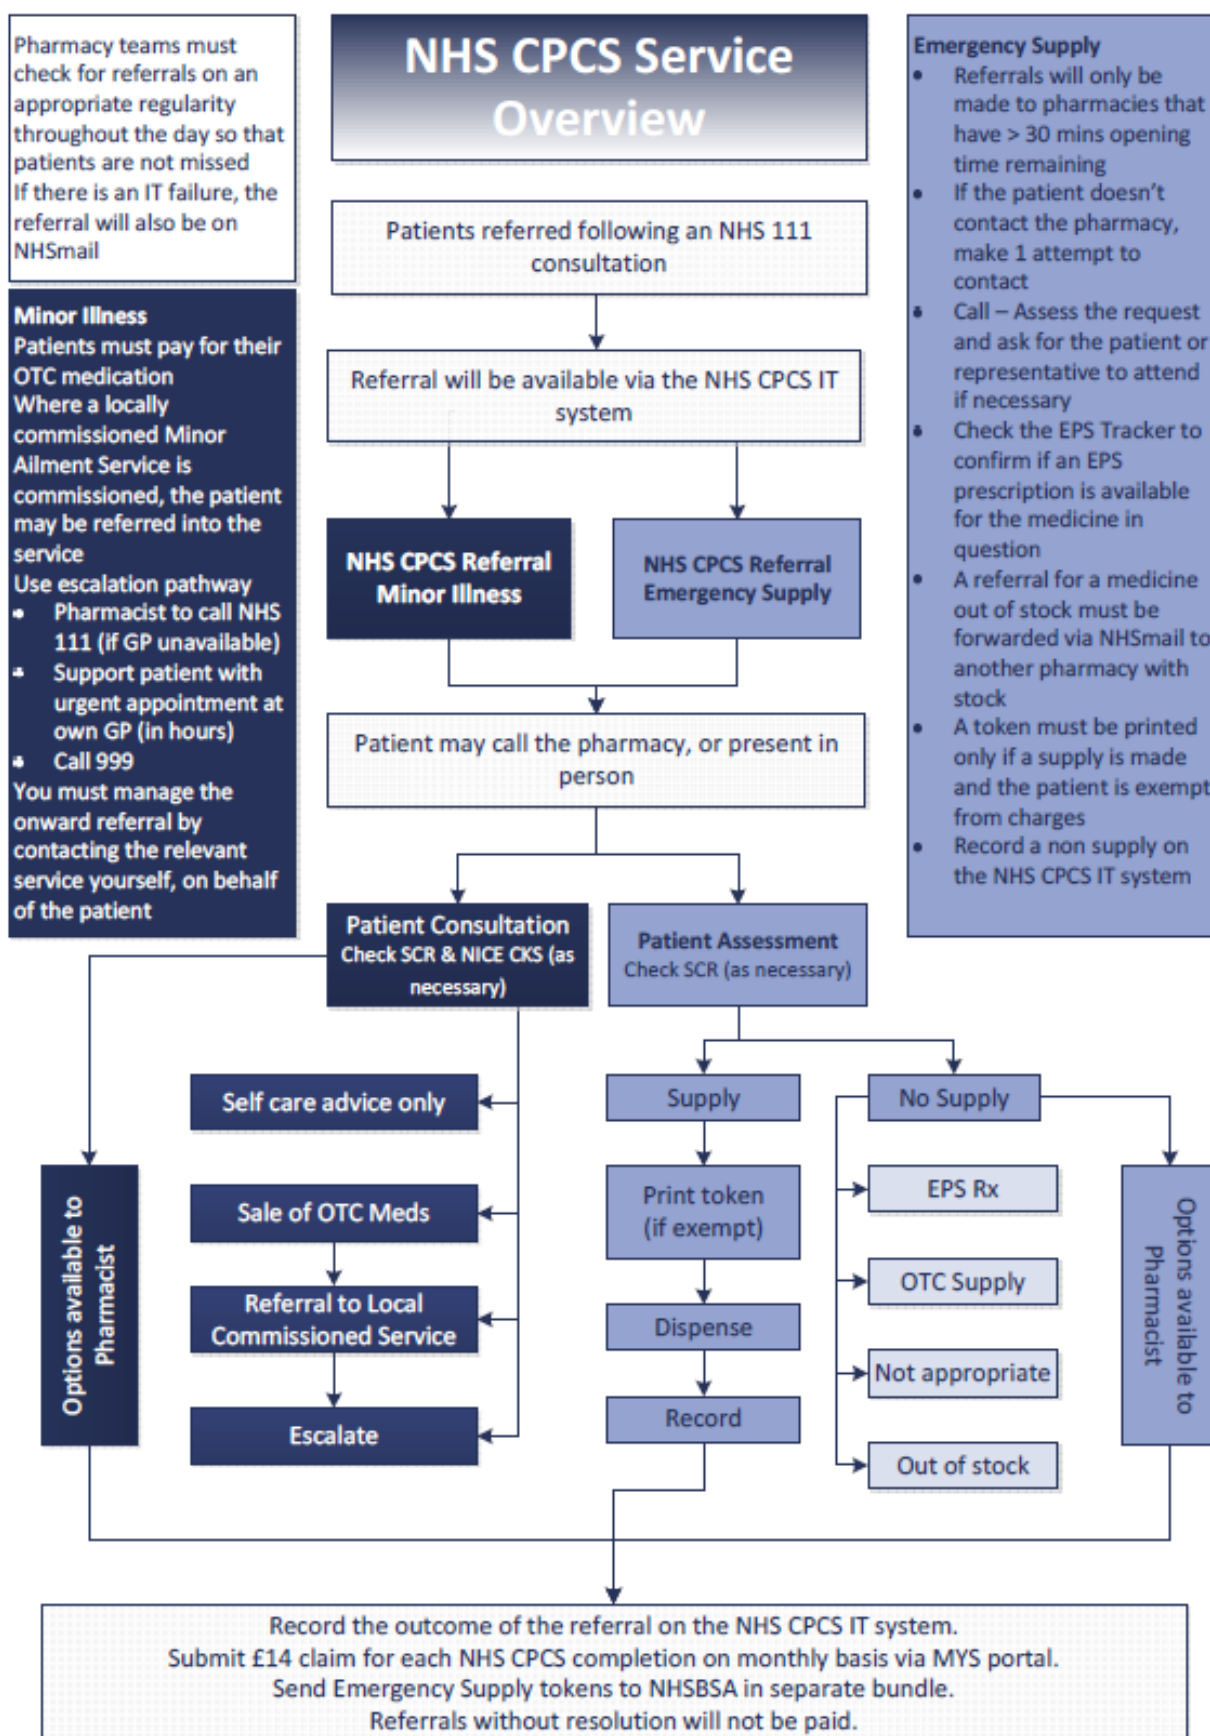 Pharmacy teams must
check for referrals on an
appropriate regularity
throughout the day so that
patients are not missed
If there is an IT failure, the
referral will also be on
NHSmail
NHS CPCS Service
Overview
Patients referred following an NHS 111
consultation
Referral will be available via the NHS CPCS IT
system
Minor Illness
Patients must pay for their
OTC medication
Where a locally
commissioned Minor
Ailment Service is
commissioned, the patient
may be referred into the
service
Use escalation pathway
• Pharmacist to call NHS
111 (if GP unavailable)
• Support patient with
urgent appointment at
own GP (in hours)
• Call 999
You must manage the
onward referral by
contacting the relevant
service yourself, on behalf
of the patient
Emergency Supply
• Referrals will only be
made to pharmacies that
have > 30 mins opening
time remaining
• If the patient doesn't
contact the pharmacy,
make 1 attempt to
contact
• Call – Assess the request
and ask for the patient or
representative to attend
if necessary
• Check the EPS Tracker to
confirm if an EPS
prescription is available
for the medicine in
question
• A referral for a medicine
out of stock must be
forwarded via NHSmail to
another pharmacy with
stock
• A token must be printed
only if a supply is made
and the patient is exempt
from charges
• Record a non supply on
the NHS CPCS IT system
NHS CPCS Referral
Minor Illness
NHS CPCS Referral
Emergency Supply
Patient may call the pharmacy, or present in
person
Patient Consultation
Check SCR & NICE CKS (as
necessary)
Patient Assessment
Check SCR (as necessary)
Options available to
Pharmacist
Self care advice only
Sale of OTC Meds
Referral to Local
Commissioned Service
Escalate
Supply
Print token
(if exempt)
Dispense
Record
No Supply
EPS Rx
OTC Supply
Not appropriate
Out of stock
Options available to
Pharmacist
Record the outcome of the referral on the NHS CPCS IT system.
Submit £14 claim for each NHS CPCS completion on monthly basis via MYS portal.
Send Emergency Supply tokens to NHSBSA in separate bundle.
Referrals without resolution will not be paid.